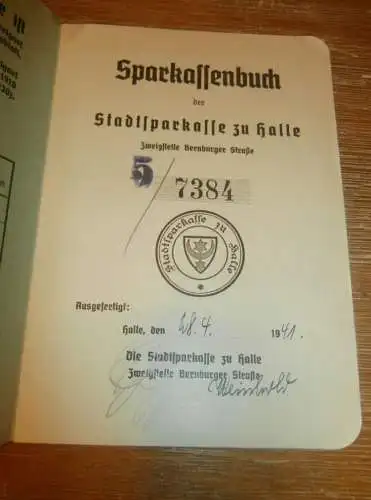 Sparkassenbuch
der
Stadtsparkasse zu Halle
Zweigstelle Bernburger Straße
5/7384
Stadtsparkasse zu Halle
Ausgefertigt:
Halle, den 28. 4. 1941.
Die Stadtsparkasse zu Halle
Zweigstelle Bernburger Straße